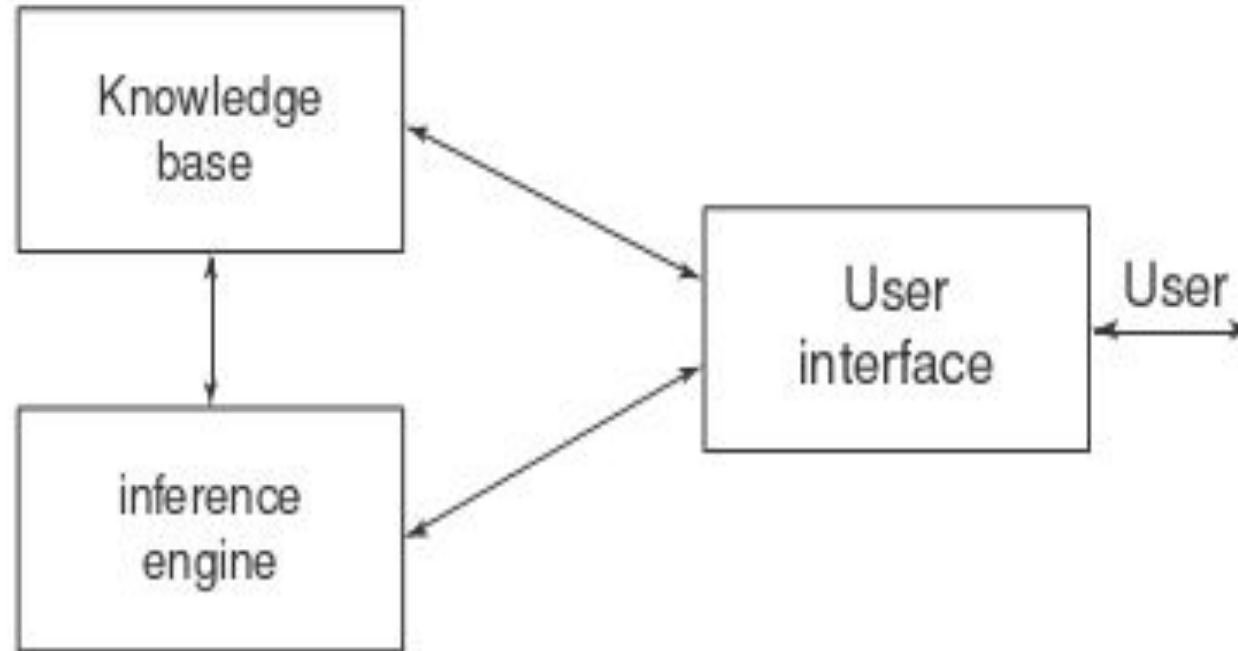 Knowledge
base
User
interface
User
inference
engine